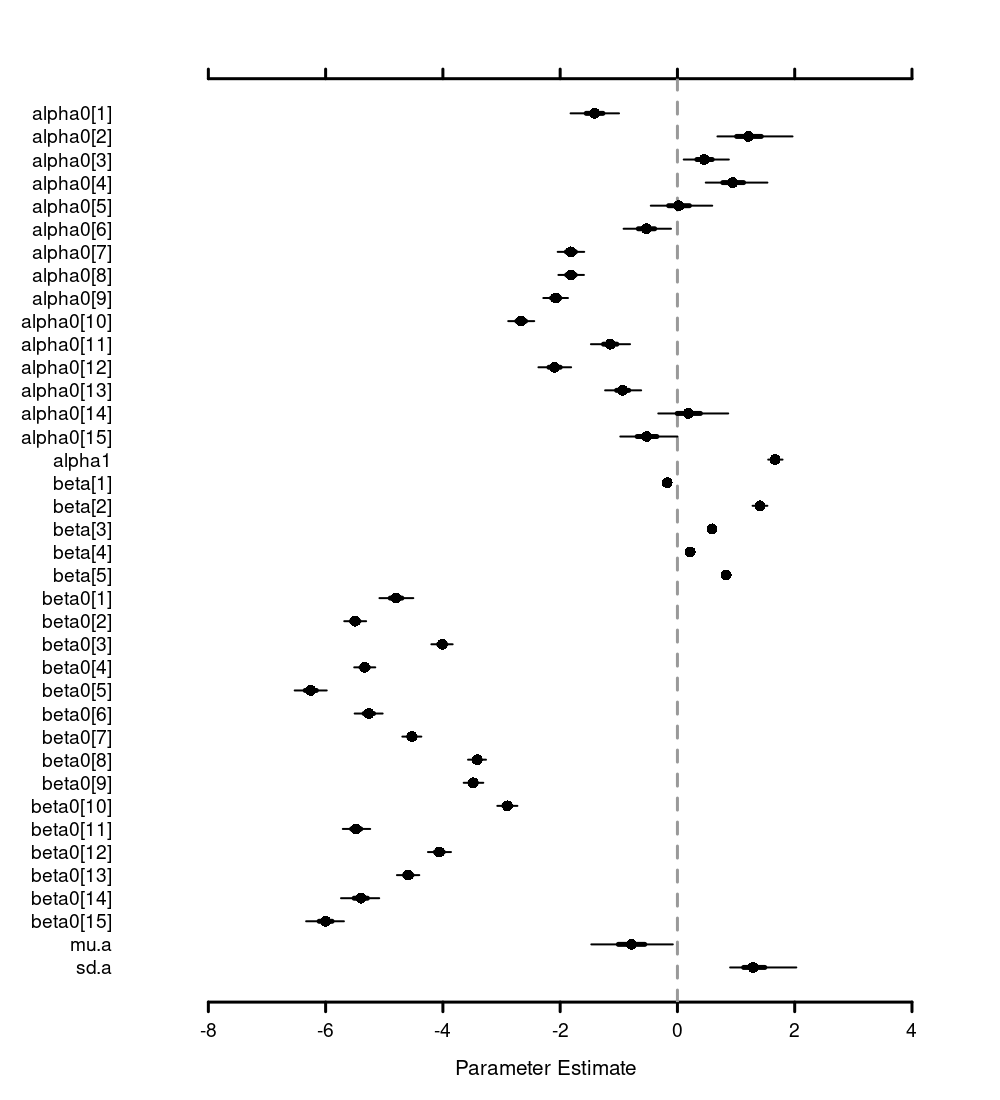 alpha0[1]
alpha0[2]
alpha0[3]
alpha0[4]
alpha0[5]
alpha0[6]
alpha0[7]
alpha0[8]
alpha0[9]
alpha0[10]
alpha0[11]
alpha0[12]
alpha0[13]
alpha0[14]
alpha0[15]
alpha1
beta[1]
beta[2]
beta[3]
beta[4]
beta[5]
beta0[1]
beta0[2]
beta0[3]
beta0[4]
beta0[5]
beta0[6]
beta0[7]
beta0[8]
beta0[9]
beta0[10]
beta0[11]
beta0[12]
beta0[13]
beta0[14]
beta0[15]
mu.a
sd.a
-8 -6 -4 -2 0 2 4
Parameter Estimate